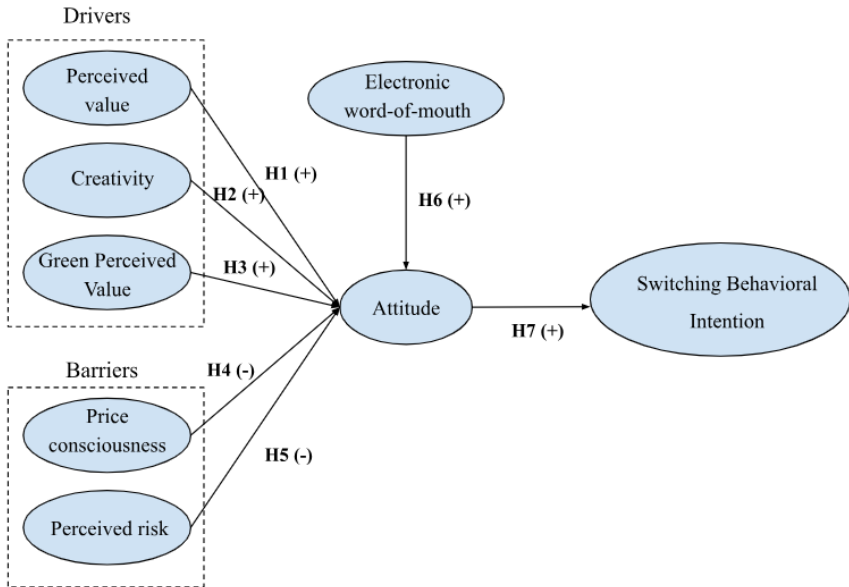 Drivers
Perceived
value
Creativity
Green Perceived
Value
Electronic
word-of-mouth
H1 (+)
H2 (+)
H3 (+)
H6 (+)
Attitude
Switching Behavioral
Intention
H7 (+)
Barriers
H4 (-)
Price
consciousness
H5 (-)
Perceived risk